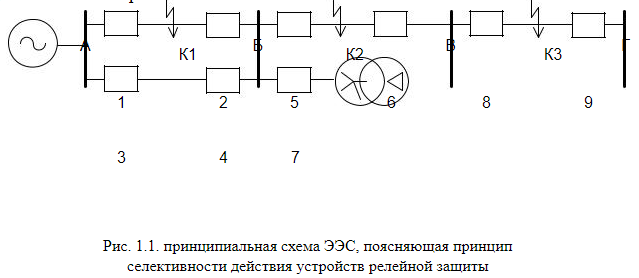 А Б В Г
К1 К2 К3
1 2 5 6 8 9
3 4 7
Рис. 1.1. принципиальная схема ЭЭС, поясняющая принцип
селективности действия устройств релейной защиты